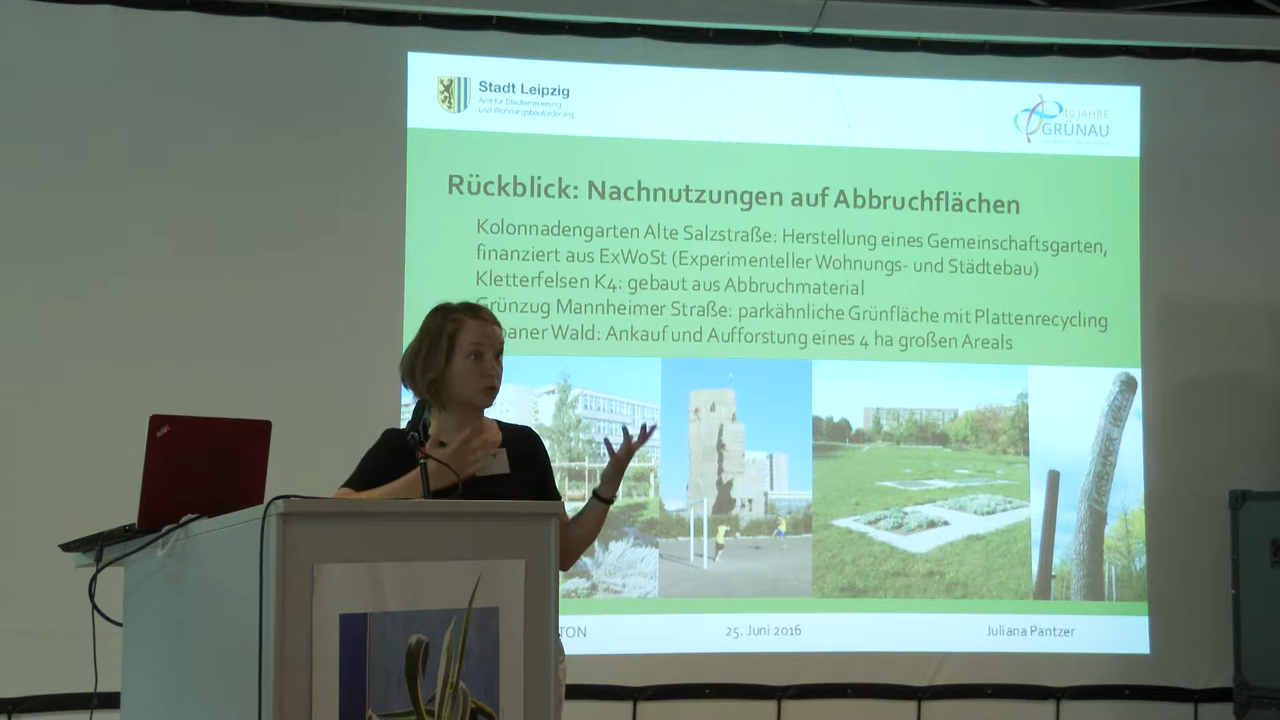 Stadt Leipzig
Amt für Stadterneuerung
und Wohnungsbauförderung
40 JAHRE
GRÜNAU
Rückblick: Nachnutzungen auf Abbruchflächen
Kolonnadengarten Alte Salzstraße: Herstellung eines Gemeinschaftsgarten,
finanziert aus ExWoSt (Experimenteller Wohnungs- und Städtebau)
Kletterfelsen K4: gebaut aus Abbruchmaterial
Grünzug Mannheimer Straße: parkähnliche Grünfläche mit Plattenrecycling
baner Wald: Ankauf und Aufforstung eines 4 ha großen Areals
TON
25. Juni 2016
Juliana Pantzer